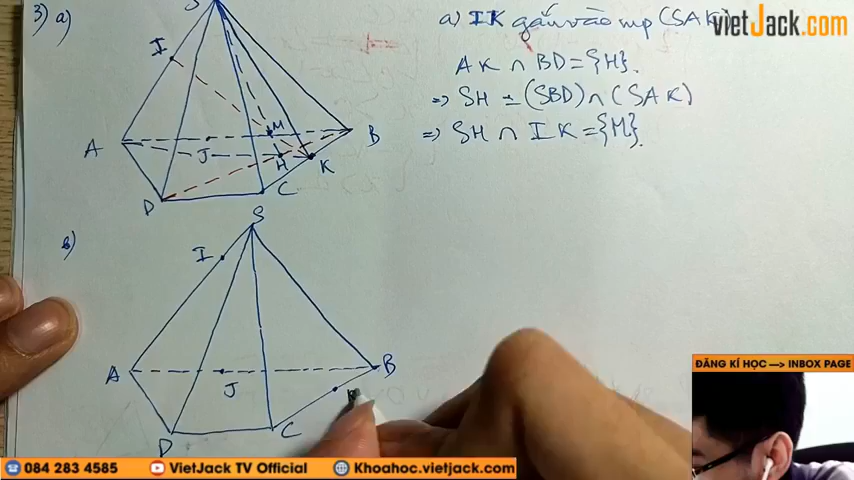 3) a)
S
I
A
J
M
H
B
K
C
D
a) IK gắn vào mp (SAK)
AK ∩ BD = {H}.
⇒ SH = (SBD) ∩ (SAK)
⇒ SH ∩ IK = {M}.
vietJack.com
b)
S
I
A
J
B
K
C
D
ĐĂNG KÍ HỌC —> INBOX PAGE
084 283 4585 VietJack TV Official Khoahoc.vietjack.com